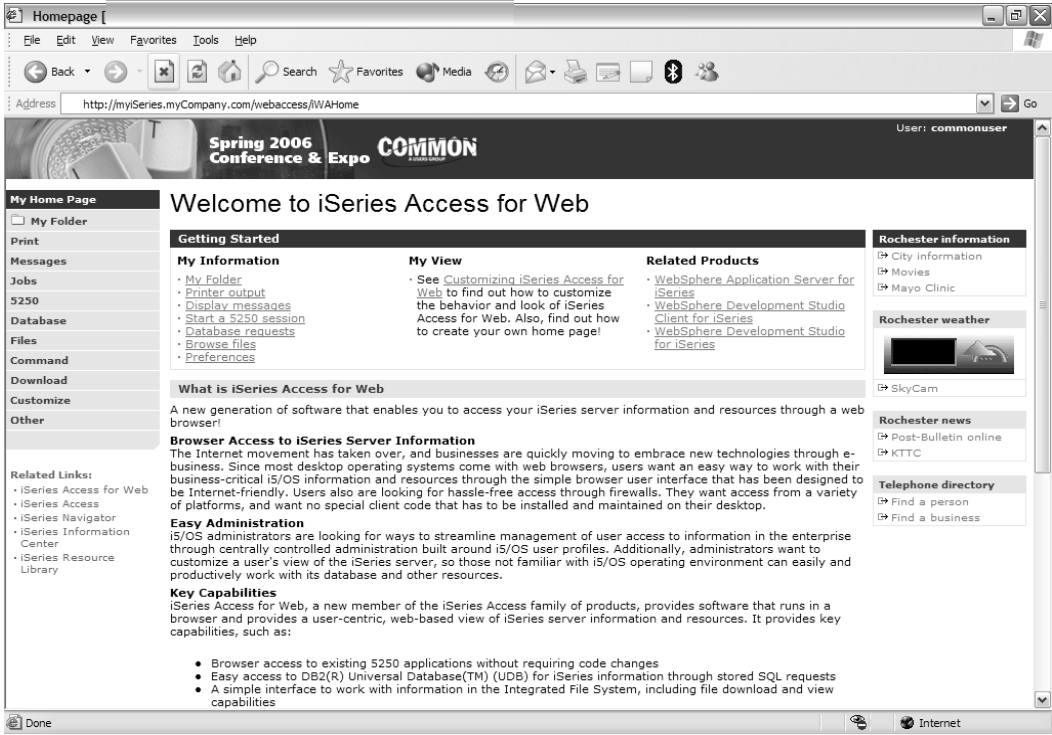 Homepage [
File Edit View Favorites Tools Help
Back Search Favorites Media
Address http://myiSeries.myCompany.com/webaccess/iWAHome Go
T
User: commonuser
Spring 2006
Conference & Expo
COMMON
A USERS GROUP
My Home Page
My Folder
Print
Messages
Jobs
5250
Database
Files
Command
Download
Customize
Other
Related Links:
· iSeries Access for Web
· iSeries Access
· iSeries Navigator
· iSeries Information
Center
· iSeries Resource
Library
Welcome to iSeries Access for Web
Getting Started
My Information
· My Folder
· Printer output
· Display messages
· Start a 5250 session
· Database requests
· Browse files
· Preferences
My View
· See Customizing iSeries Access for
Web to find out how to customize
the behavior and look of iSeries
Access for Web. Also, find out how
to create your own home page!
Related Products
· WebSphere Application Server for
iSeries
· WebSphere Development Studio
Client for iSeries
· WebSphere Development Studio
for iSeries
What is iSeries Access for Web
A new generation of software that enables you to access your iSeries server information and resources through a web
browser!
Browser Access to iSeries Server Information
The Internet movement has taken over, and businesses are quickly moving to embrace new technologies through e-
business. Since most desktop operating systems come with web browsers, users want an easy way to work with their
business-critical i5/OS information and resources through the simple browser user interface that has been designed to
be Internet-friendly. Users also are looking for hassle-free access through firewalls. They want access from a variety
of platforms, and want no special client code that has to be installed and maintained on their desktop.
Easy Administration
i5/OS administrators are looking for ways to streamline management of user access to information in the enterprise
through centrally controlled administration built around i5/OS user profiles. Additionally, administrators want to
customize a user's view of the iSeries server, so those not familiar with i5/OS operating environment can easily and
productively work with its database and other resources.
Key Capabilities
iSeries Access for Web, a new member of the iSeries Access family of products, provides software that runs in a
browser and provides a user-centric, web-based view of iSeries server information and resources. It provides key
capabilities, such as:
• Browser access to existing 5250 applications without requiring code changes
• Easy access to DB2(R) Universal Database(TM) (UDB) for iSeries information through stored SQL requests
• A simple interface to work with information in the Integrated File System, including file download and view
capabilities
Rochester information
City information
Movies
Mayo Clinic
Rochester weather
SkyCam
Rochester news
Post-Bulletin online
KTTC
Telephone directory
Find a person
Find a business
Done Internet